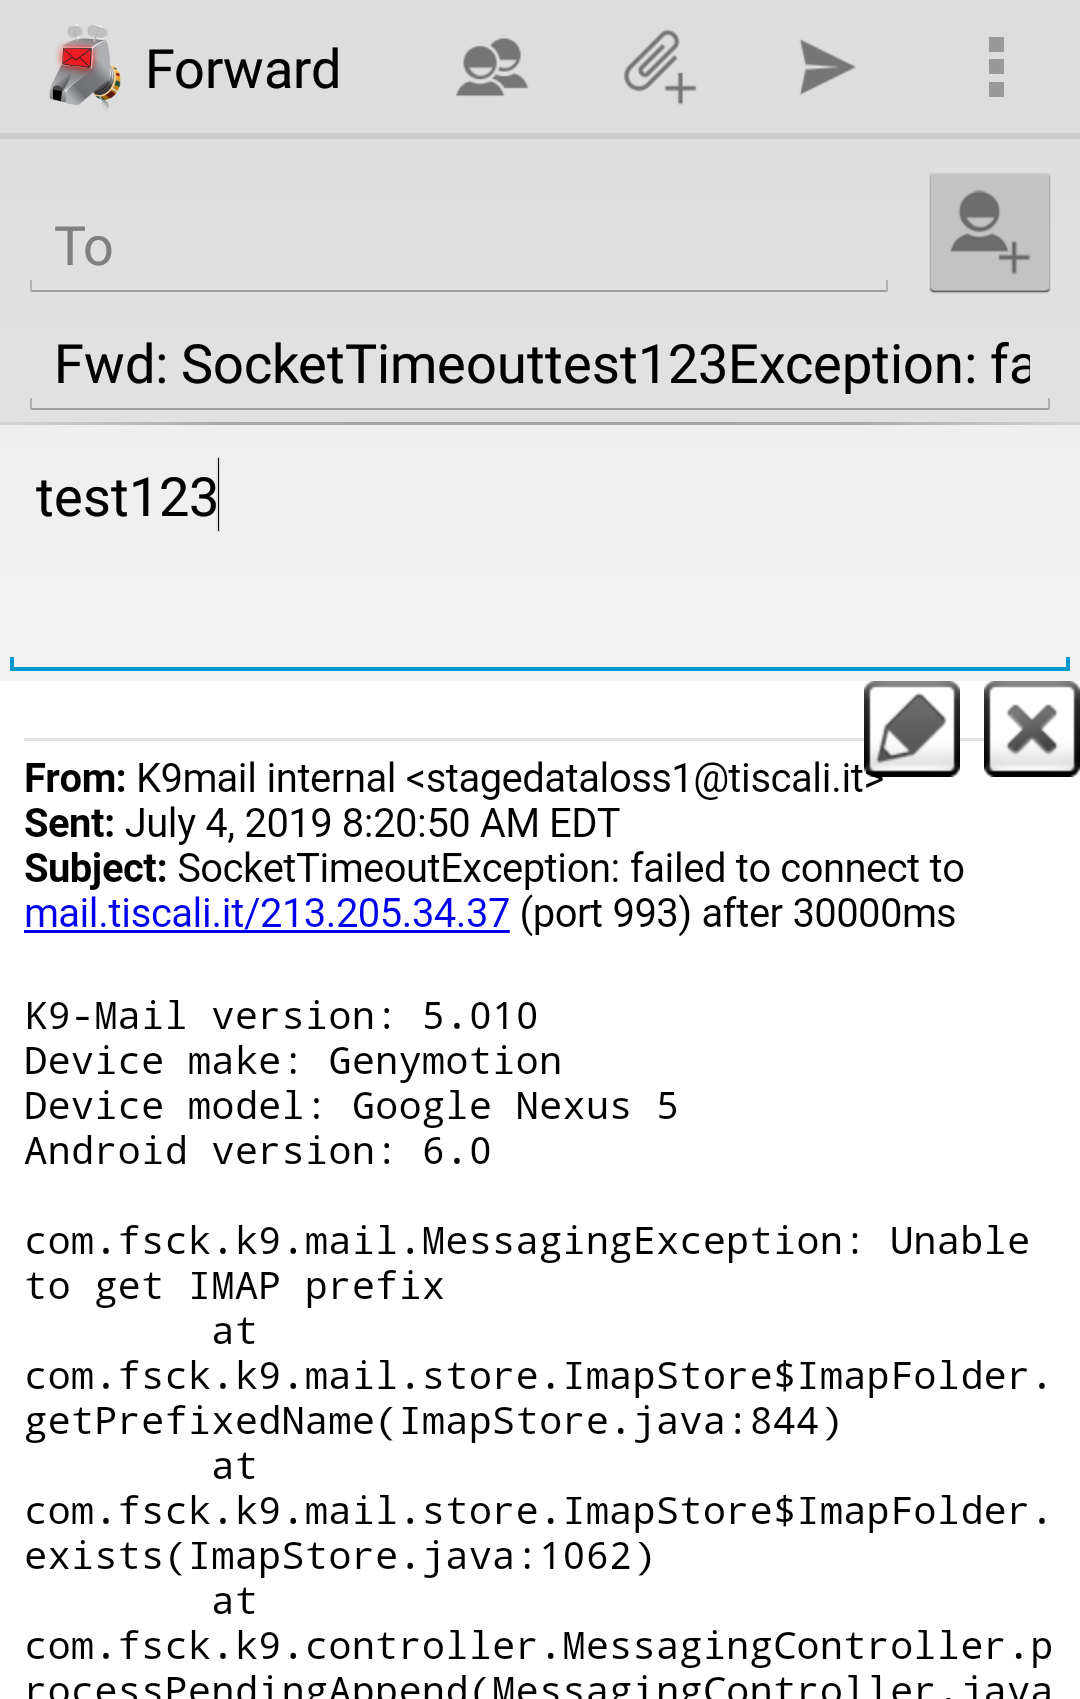 Forward
To
Fwd: SocketTimeouttest123Exception: fa
test123
From: K9mail internal <stagedataloss1@tiscali.it>
Sent: July 4, 2019 8:20:50 AM EDT
Subject: SocketTimeoutException: failed to connect to
mail.tiscali.it/213.205.34.37 (port 993) after 30000ms
K9-Mail version: 5.010
Device make: Genymotion
Device model: Google Nexus 5
Android version: 6.0
com.fsck.k9.mail.MessagingException: Unable
to get IMAP prefix
at
com.fsck.k9.mail.store.ImapStore$ImapFolder.
getPrefixedName(ImapStore.java:844)
at
com.fsck.k9.mail.store.ImapStore$ImapFolder.
exists(ImapStore.java:1062)
at
com.fsck.k9.controller.MessagingController.p
rocessPendingAppend(MessagingController.java